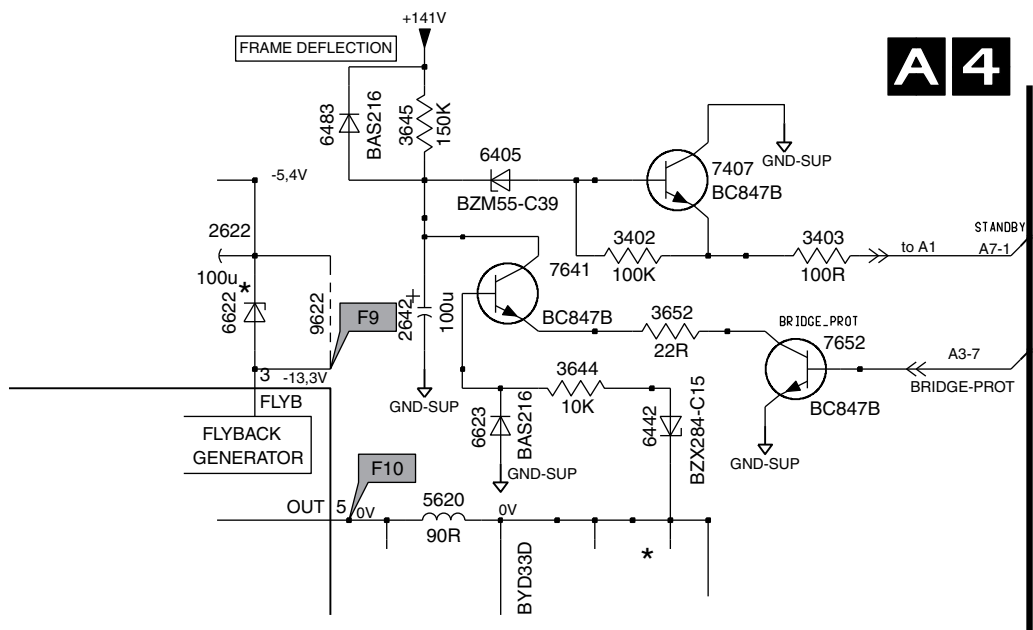 +141V
FRAME DEFLECTION
A 4
6483
BAS216
3645
150K
6405
BZM55-C39
7407
BC847B
GND-SUP
-5,4V
2622
100u
*
6622
9622
F9
2642
+
100u
7641
BC847B
3402
100K
3403
100R
to A1
STANDBY
A7-1
3652
22R
BRIDGE_PROT
7652
BC847B
A3-7
BRIDGE-PROT
3
-13,3V
FLYB
GND-SUP
3644
10K
6623
BAS216
6442
BZX284-C15
GND-SUP
GND-SUP
FLYBACK
GENERATOR
F10
OUT
5
0V
5620
90R
0V
BYD33D
*